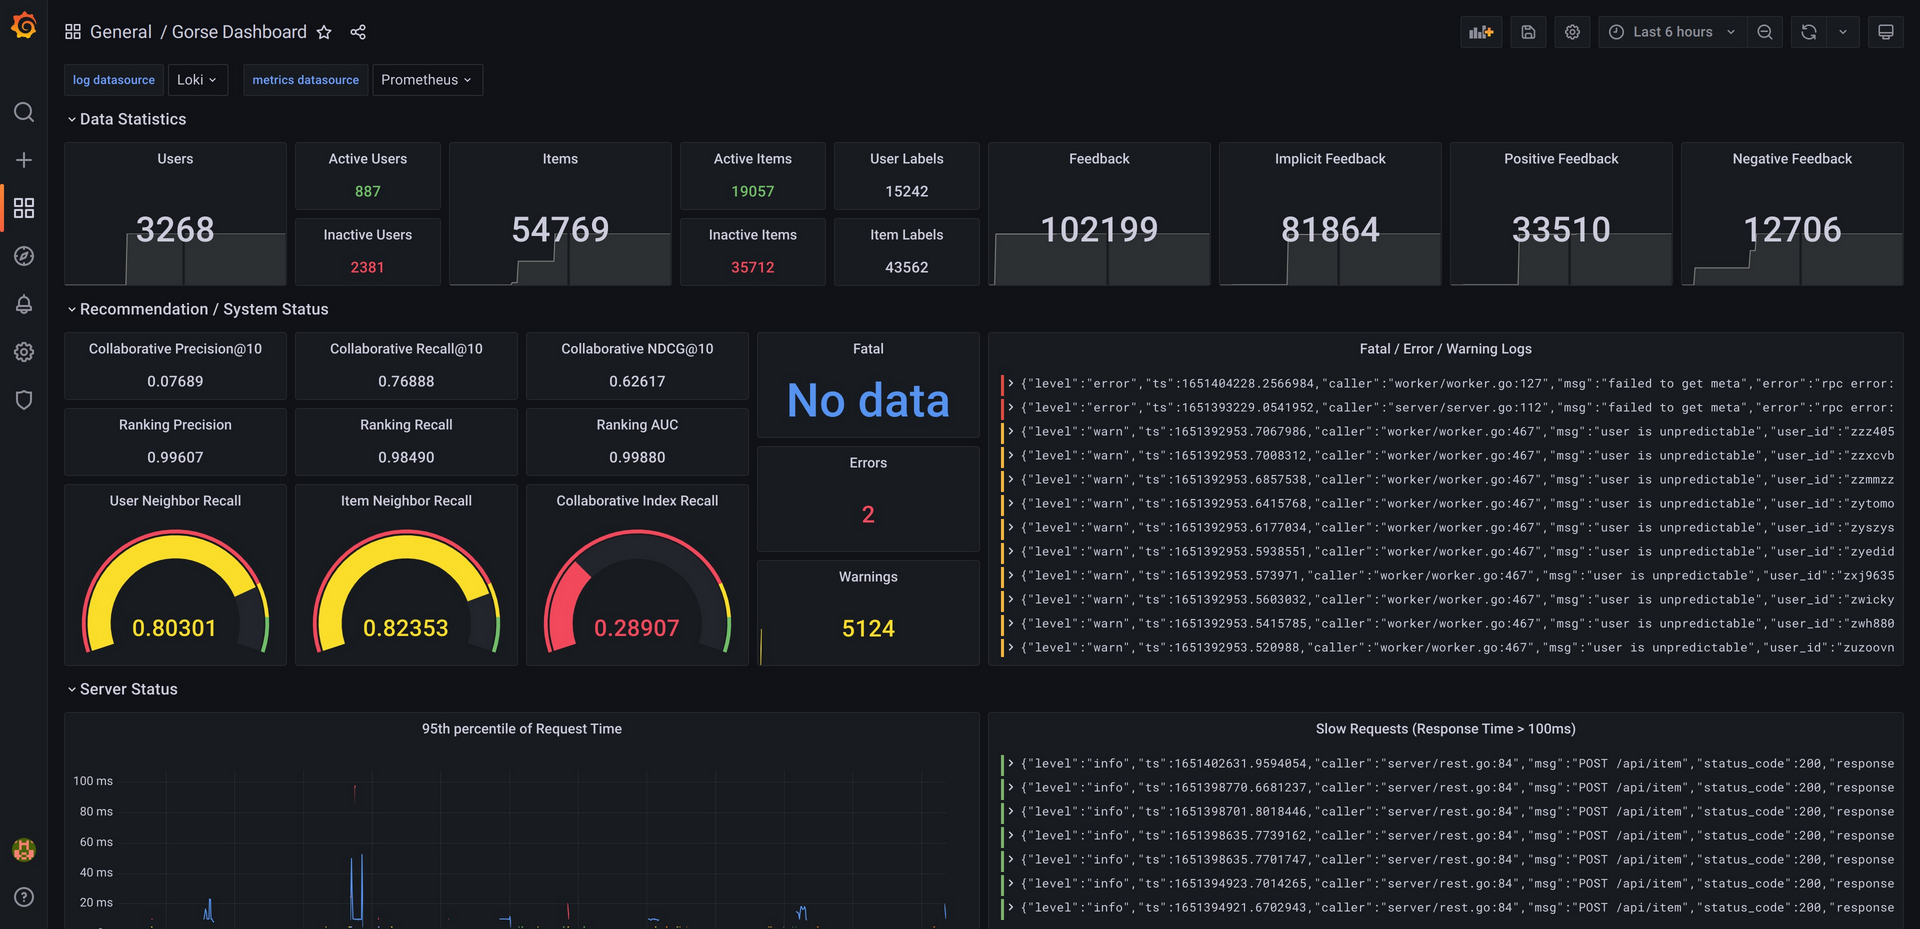 General / Gorse Dashboard
Last 6 hours
log datasource Loki metrics datasource Prometheus
Data Statistics
Users
3268
Active Users
887
Inactive Users
2381
Items
54769
Active Items
19057
Inactive Items
35712
User Labels
15242
Item Labels
43562
Feedback
102199
Implicit Feedback
81864
Positive Feedback
33510
Negative Feedback
12706
Recommendation / System Status
Collaborative Precision@10
0.07689
Collaborative Recall@10
0.76888
Collaborative NDCG@10
0.62617
Ranking Precision
0.99607
Ranking Recall
0.98490
Ranking AUC
0.99880
User Neighbor Recall
0.80301
Item Neighbor Recall
0.82353
Collaborative Index Recall
0.28907
Fatal
No data
Errors
2
Warnings
5124
Fatal / Error / Warning Logs
{"level":"error","ts":1651404228.2566984,"caller":"worker/worker.go:127","msg":"failed to get meta","error":"rpc error:
{"level":"error","ts":1651393229.0541952,"caller":"server/server.go:112","msg":"failed to get meta","error":"rpc error:
{"level":"warn","ts":1651392953.7067986,"caller":"worker/worker.go:467","msg":"user is unpredictable","user_id":"zzz405
{"level":"warn","ts":1651392953.7008312,"caller":"worker/worker.go:467","msg":"user is unpredictable","user_id":"zzxcvb
{"level":"warn","ts":1651392953.6857538,"caller":"worker/worker.go:467","msg":"user is unpredictable","user_id":"zzmmzz
{"level":"warn","ts":1651392953.6415768,"caller":"worker/worker.go:467","msg":"user is unpredictable","user_id":"zytomo
{"level":"warn","ts":1651392953.6177034,"caller":"worker/worker.go:467","msg":"user is unpredictable","user_id":"zyszys
{"level":"warn","ts":1651392953.5938551,"caller":"worker/worker.go:467","msg":"user is unpredictable","user_id":"zyedid
{"level":"warn","ts":1651392953.573971,"caller":"worker/worker.go:467","msg":"user is unpredictable","user_id":"zxj9635
{"level":"warn","ts":1651392953.5603032,"caller":"worker/worker.go:467","msg":"user is unpredictable","user_id":"zwicky
{"level":"warn","ts":1651392953.5415785,"caller":"worker/worker.go:467","msg":"user is unpredictable","user_id":"zwh880
{"level":"warn","ts":1651392953.520988,"caller":"worker/worker.go:467","msg":"user is unpredictable","user_id":"zuzoovn
Server Status
95th percentile of Request Time
100 ms
80 ms
60 ms
40 ms
20 ms
Slow Requests (Response Time > 100ms)
{"level":"info","ts":1651402631.9594054,"caller":"server/rest.go:84","msg":"POST /api/item","status_code":200,"response
{"level":"info","ts":1651398770.6681237,"caller":"server/rest.go:84","msg":"POST /api/item","status_code":200,"response
{"level":"info","ts":1651398701.8018446,"caller":"server/rest.go:84","msg":"POST /api/item","status_code":200,"response
{"level":"info","ts":1651398635.7739162,"caller":"server/rest.go:84","msg":"POST /api/item","status_code":200,"response
{"level":"info","ts":1651398635.7701747,"caller":"server/rest.go:84","msg":"POST /api/item","status_code":200,"response
{"level":"info","ts":1651394923.7014265,"caller":"server/rest.go:84","msg":"POST /api/item","status_code":200,"response
{"level":"info","ts":1651394921.6702943,"caller":"server/rest.go:84","msg":"POST /api/item","status_code":200,"response